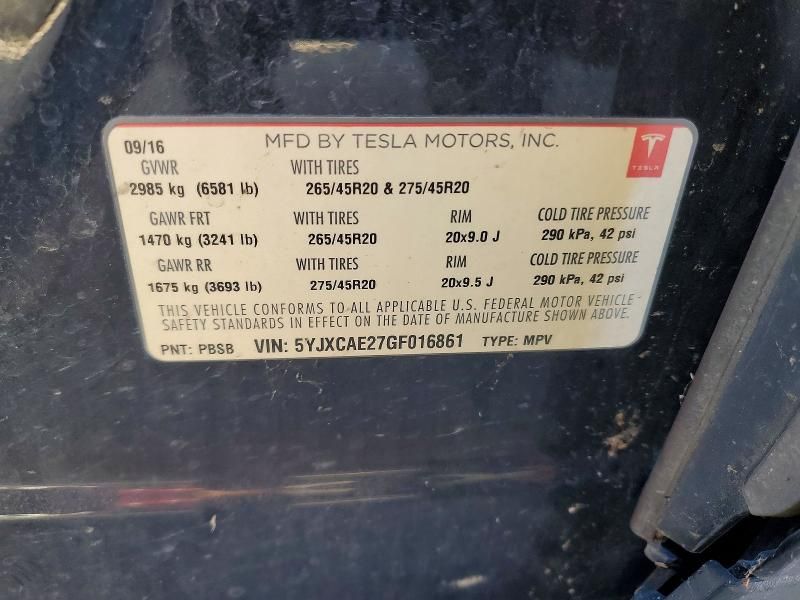 09/16 MFD BY TESLA MOTORS, INC.
TESLA
GVWR WITH TIRES
2985 kg (6581 lb) 265/45R20 & 275/45R20
GAWR FRT WITH TIRES RIM COLD TIRE PRESSURE
1470 kg (3241 lb) 265/45R20 20x9.0 J 290 kPa, 42 psi
GAWR RR WITH TIRES RIM COLD TIRE PRESSURE
1675 kg (3693 lb) 275/45R20 20x9.5 J 290 kPa, 42 psi
THIS VEHICLE CONFORMS TO ALL APPLICABLE U.S. FEDERAL MOTOR VEHICLE
SAFETY STANDARDS IN EFFECT ON THE DATE OF MANUFACTURE SHOWN ABOVE.
PNT: PBSB VIN: 5YJXCAE27GF016861 TYPE: MPV